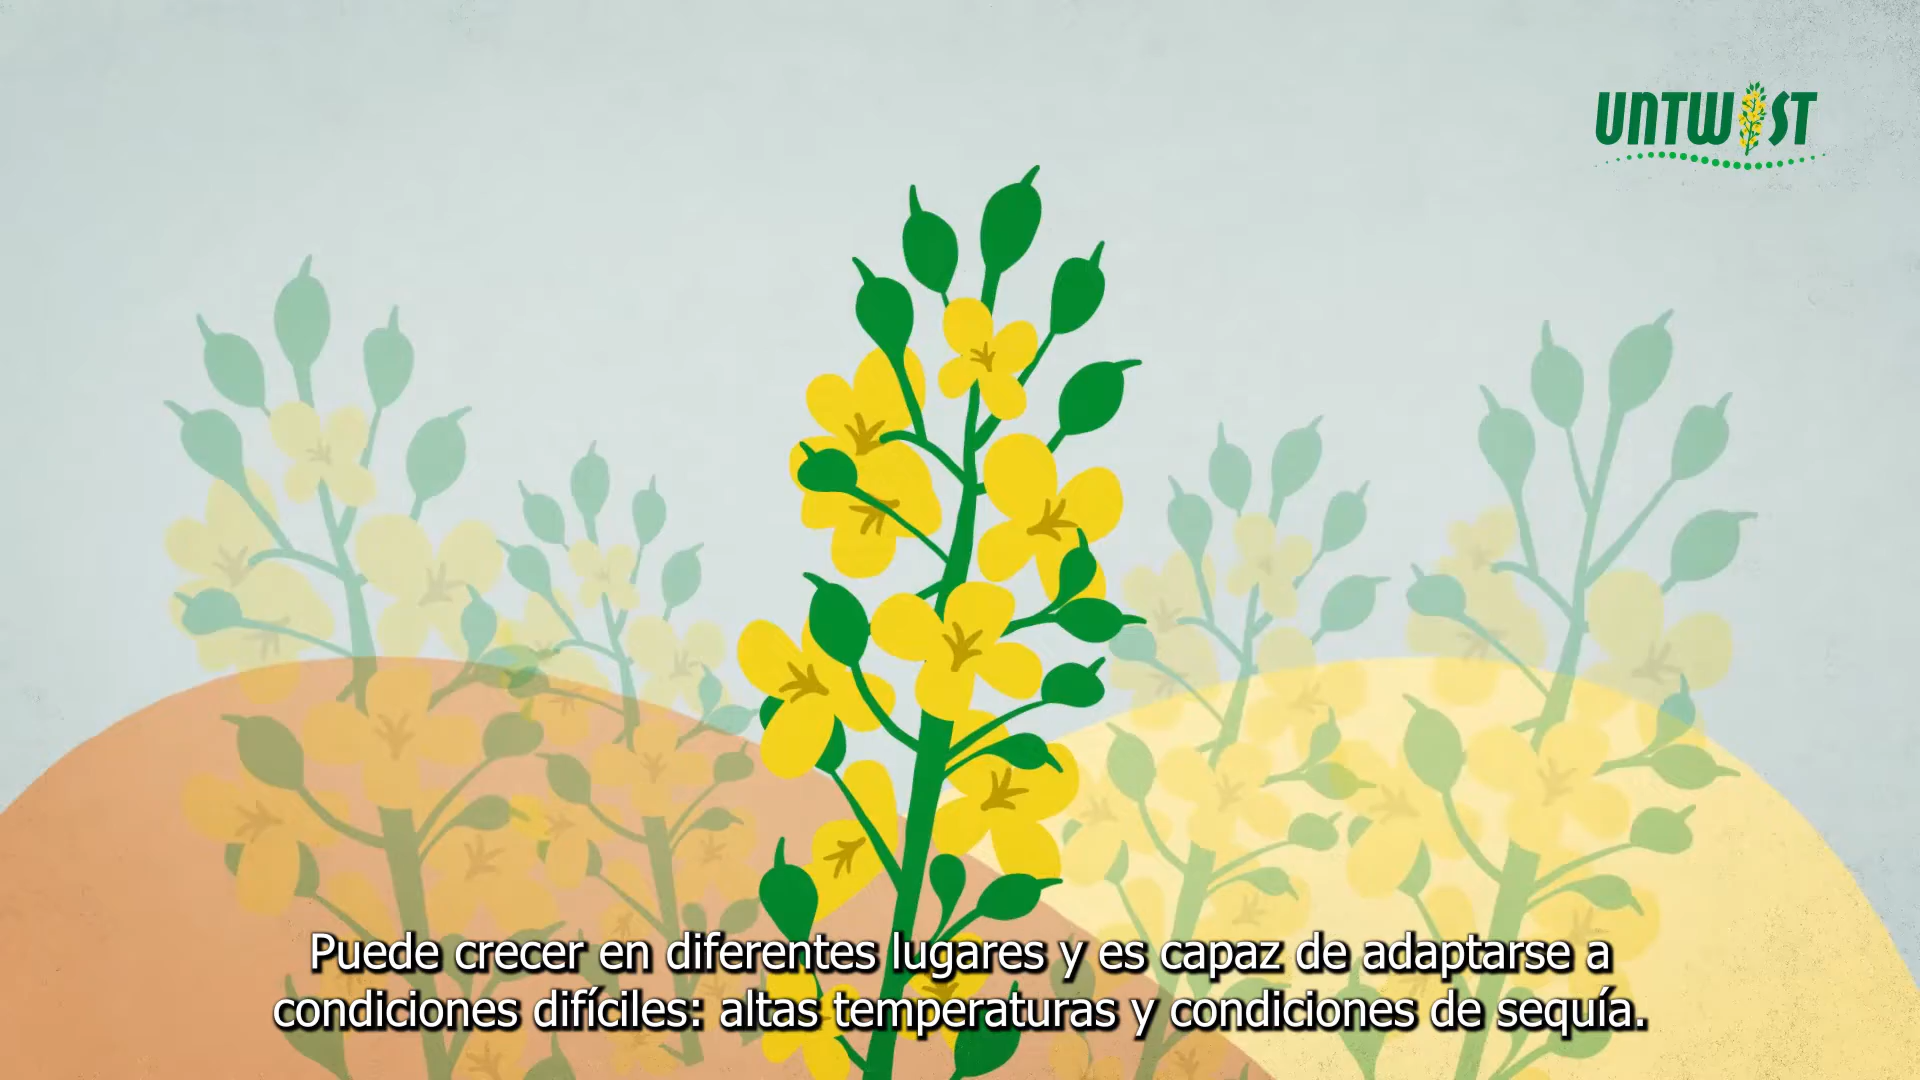 UNTWIST
Puede crecer en diferentes lugares y es capaz de adaptarse a
condiciones difíciles: altas temperaturas y condiciones de sequía.